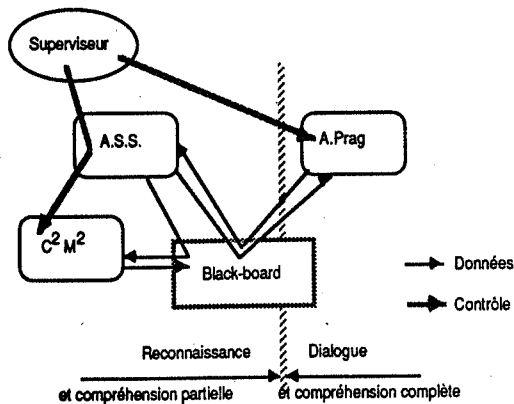 Superviseur
A.S.S.
A.Prag
C² M²
Black-board
Données
Contrôle
Reconnaissance
Dialogue
et compréhension partielle
et compréhension complète